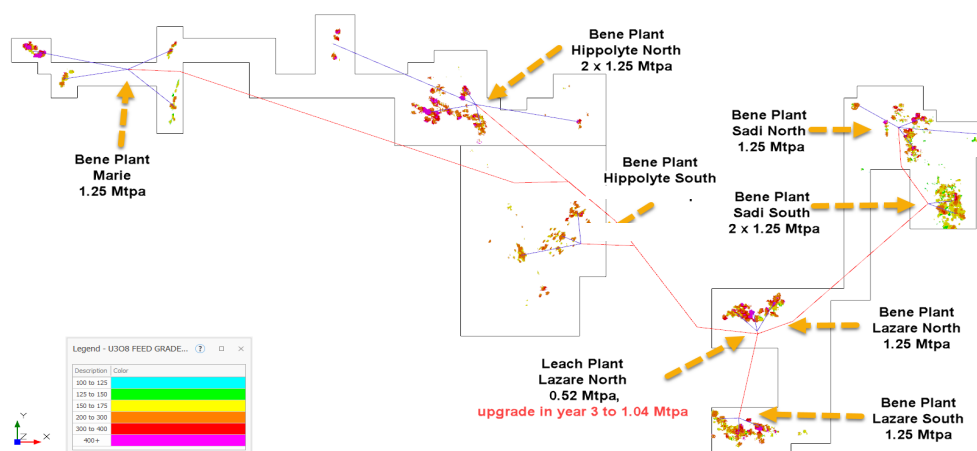 Bene Plant
Hippolyte North
2 x 1.25 Mtpa
Bene Plant
Sadi North
1.25 Mtpa
Bene Plant
Marie
1.25 Mtpa
Bene Plant
Hippolyte South
.
Bene Plant
Sadi South
2 x 1.25 Mtpa
Bene Plant
Lazare North
1.25 Mtpa
Leach Plant
Lazare North
0.52 Mtpa,
upgrade in year 3 to 1.04 Mtpa
Bene Plant
Lazare South
1.25 Mtpa
Legend - U3O8 FEED GRADE...
Description Color
100 to 125
125 to 150
150 to 175
200 to 300
300 to 400
400+
Y
Z
X